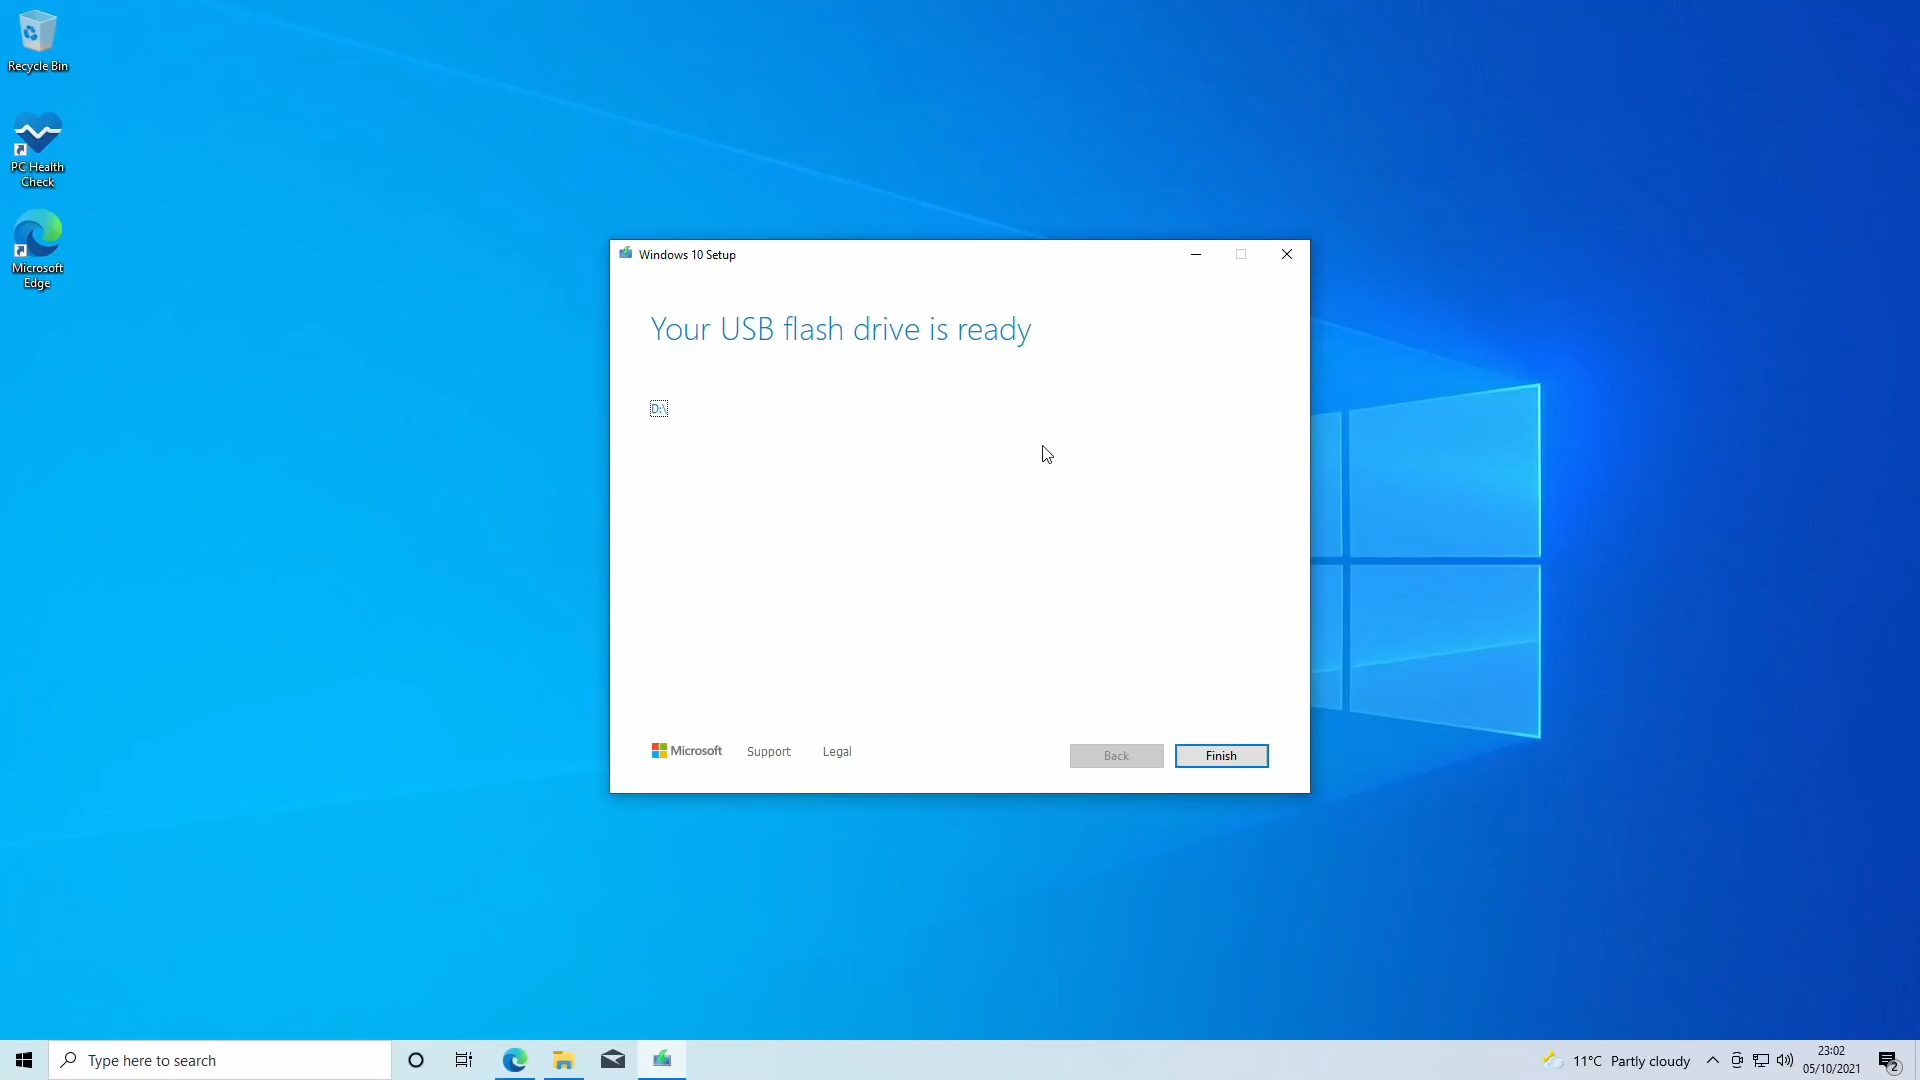 Recycle Bin
PC Health
Check
Microsoft
Edge
Windows 10 Setup
Your USB flash drive is ready
D:\
Microsoft
Support
Legal
Back
Finish
Type here to search
11°C Partly cloudy
23:02
05/10/2021
2